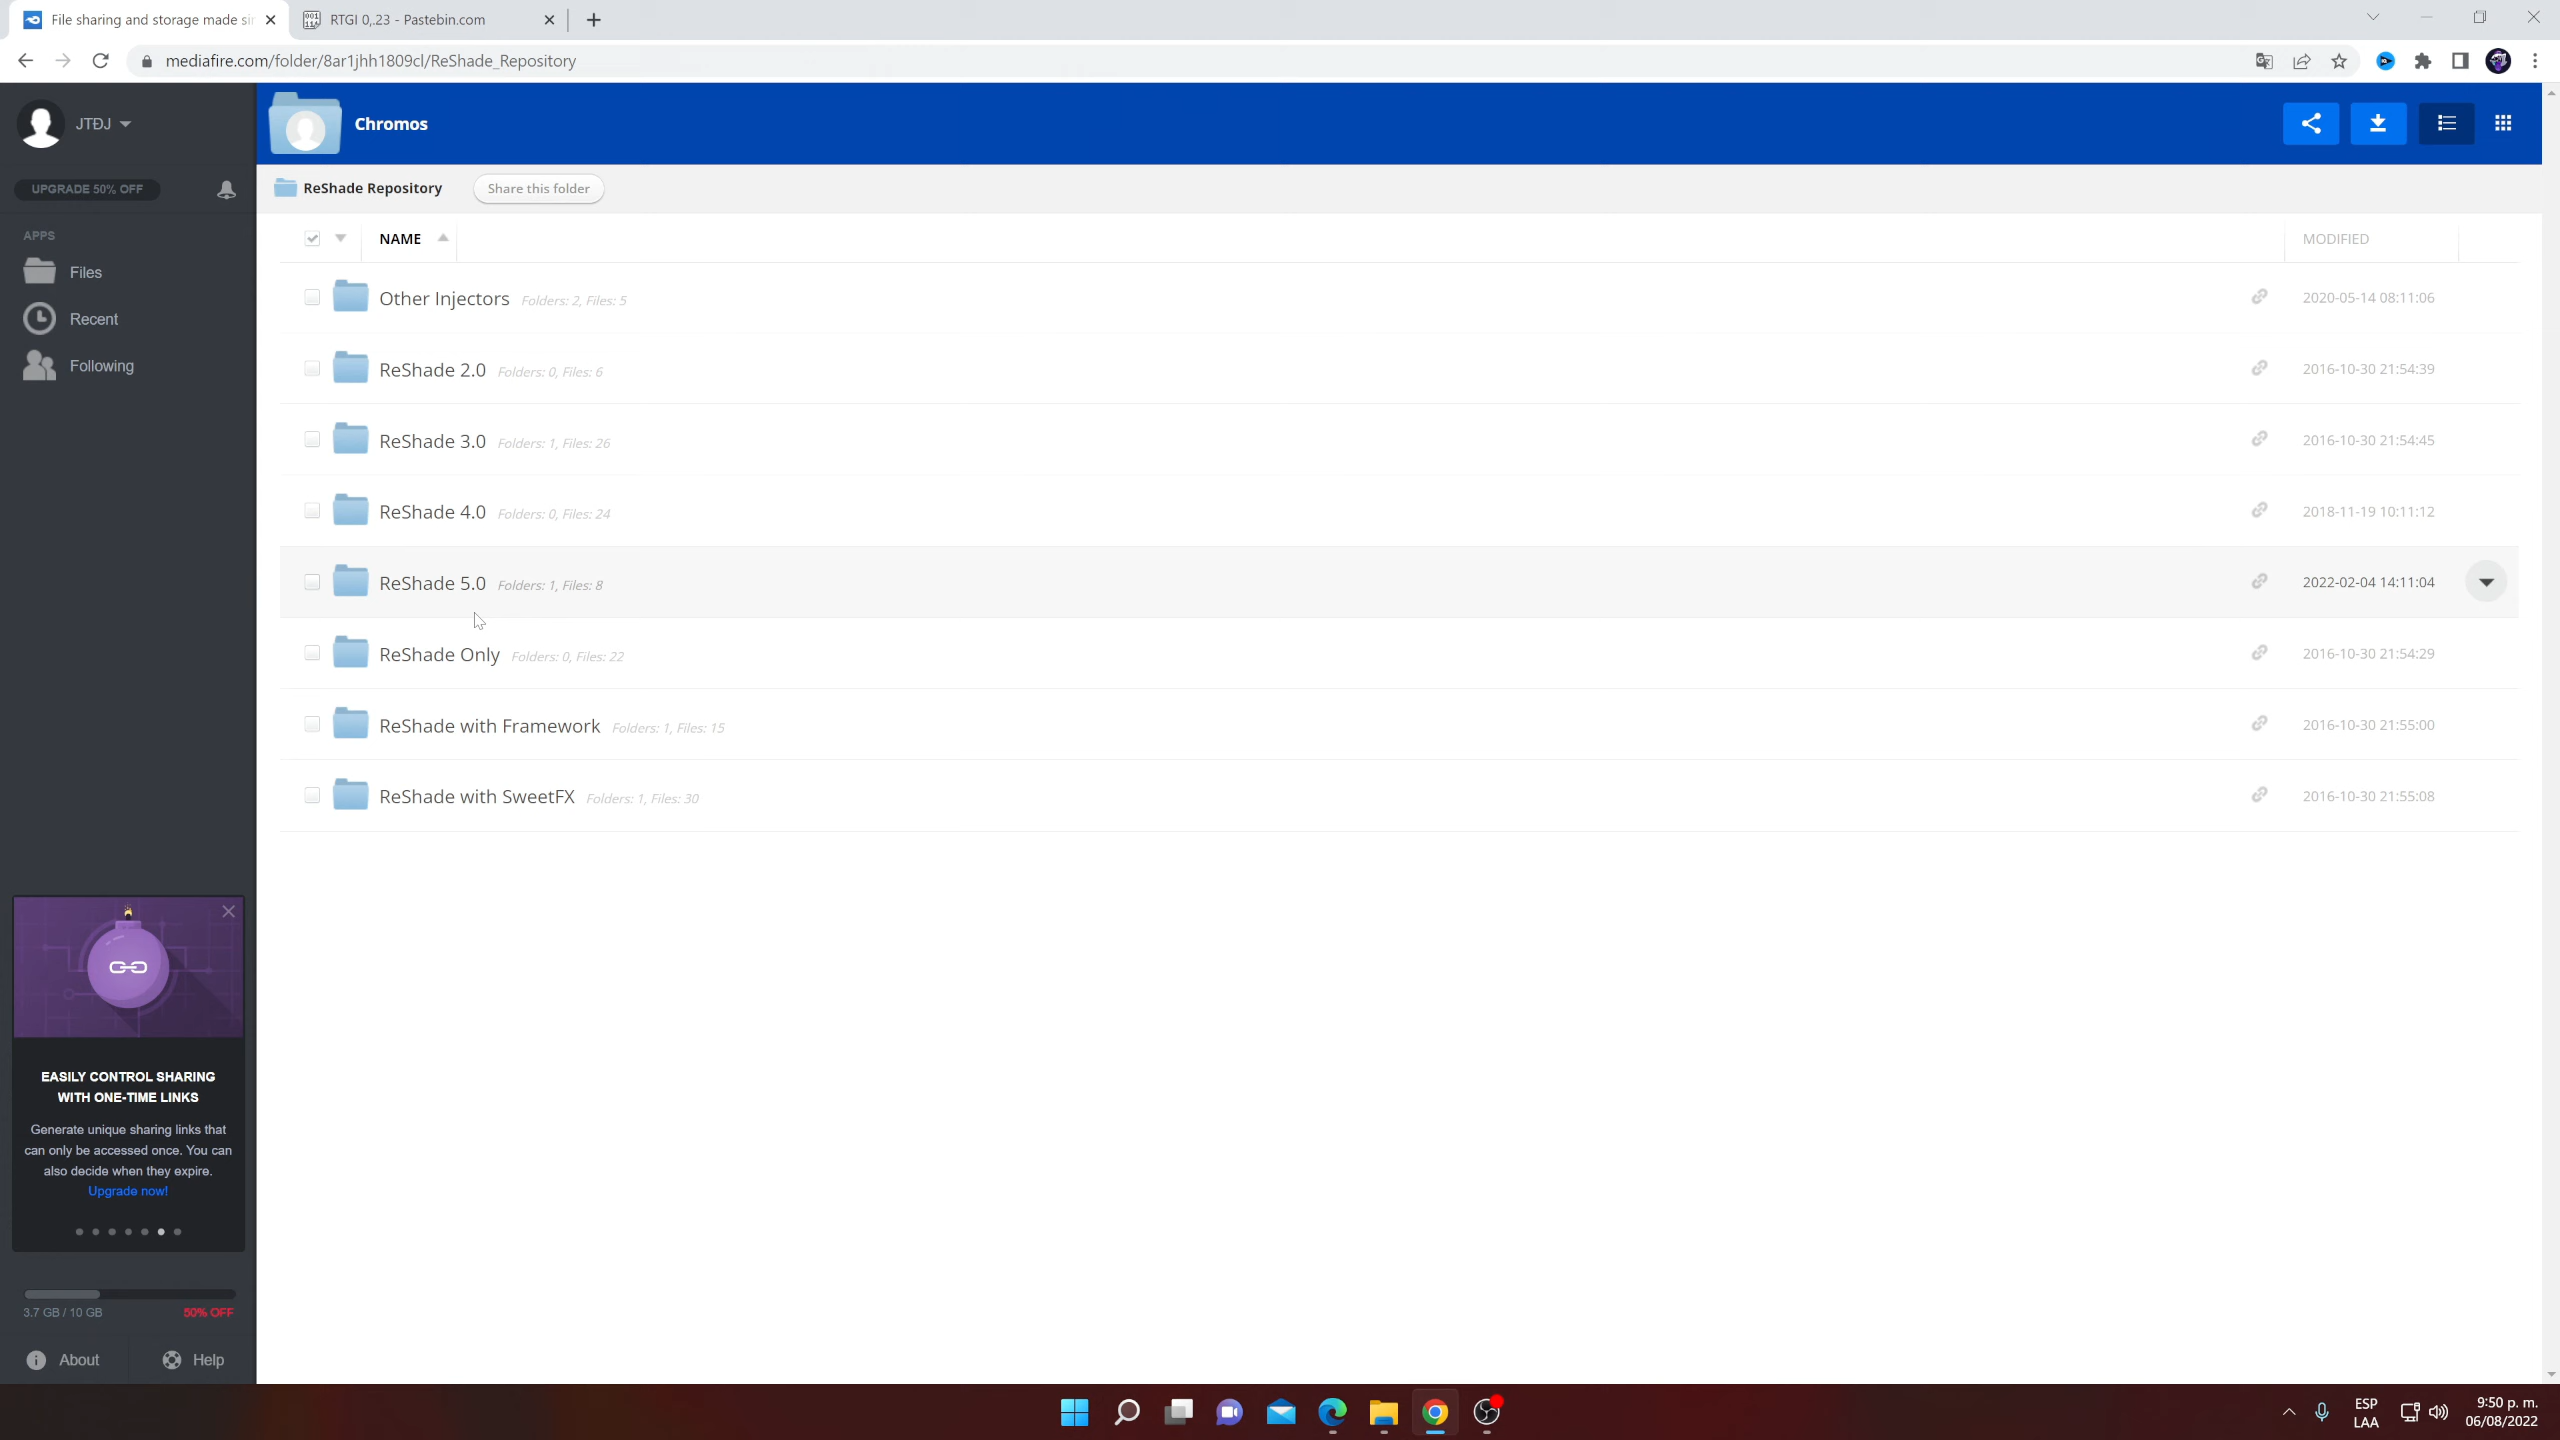 File sharing and storage made si
RTGI 0,.23 - Pastebin.com
mediafire.com/folder/8ar1jhh1809cl/ReShade_Repository
JTĐJ
Chromos
UPGRADE 50% OFF
ReShade Repository
Share this folder
APPS
NAME
MODIFIED
Files
Other Injectors Folders: 2, Files: 5
2020-05-14 08:11:06
Recent
Following
ReShade 2.0 Folders: 0, Files: 6
2016-10-30 21:54:39
ReShade 3.0 Folders: 1, Files: 26
2016-10-30 21:54:45
ReShade 4.0 Folders: 0, Files: 24
2018-11-19 10:11:12
ReShade 5.0 Folders: 1, Files: 8
2022-02-04 14:11:04
ReShade Only Folders: 0, Files: 22
2016-10-30 21:54:29
ReShade with Framework Folders: 1, Files: 15
2016-10-30 21:55:00
ReShade with SweetFX Folders: 1, Files: 30
2016-10-30 21:55:08
EASILY CONTROL SHARING
WITH ONE-TIME LINKS
Generate unique sharing links that
can only be accessed once. You can
also decide when they expire.
Upgrade now!
3.7 GB / 10 GB
50% OFF
About
Help
ESP
LAA
9:50 p. m.
06/08/2022